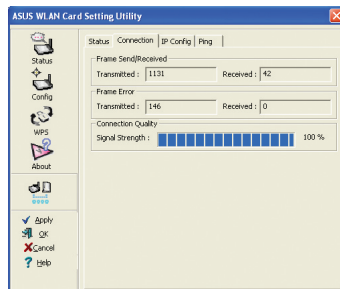 ASUS WLAN Card Setting Utility
Status Connection IP Config Ping
Status
Config
WPS
About
Apply
OK
Cancel
Help
Frame Send/Received
Transmitted : 1131 Received : 42
Frame Error
Transmitted : 146 Received : 0
Connection Quality
Signal Strength : 100 %